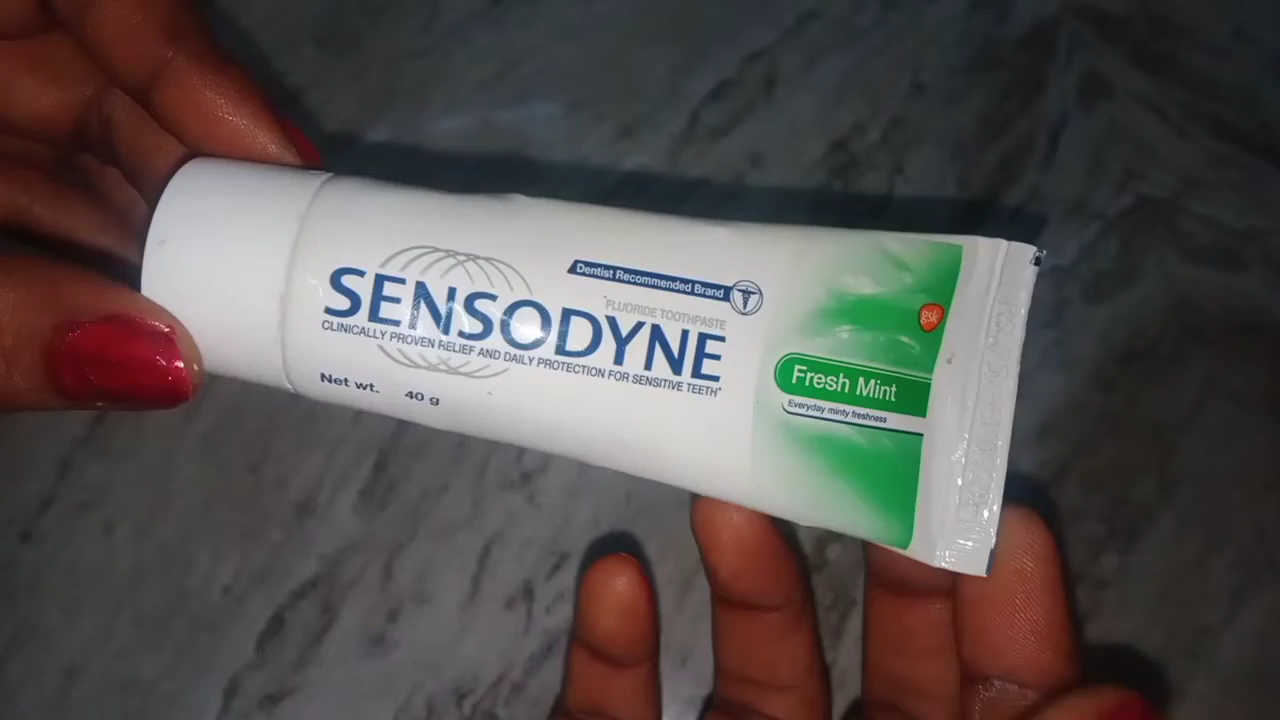 Dentist Recommended Brand
FLUORIDE TOOTHPASTE
SENSODYNE
CLINICALLY PROVEN RELIEF AND DAILY PROTECTION FOR SENSITIVE TEETH*
Net wt. 40 g
gsk
Fresh Mint
Everyday minty freshness